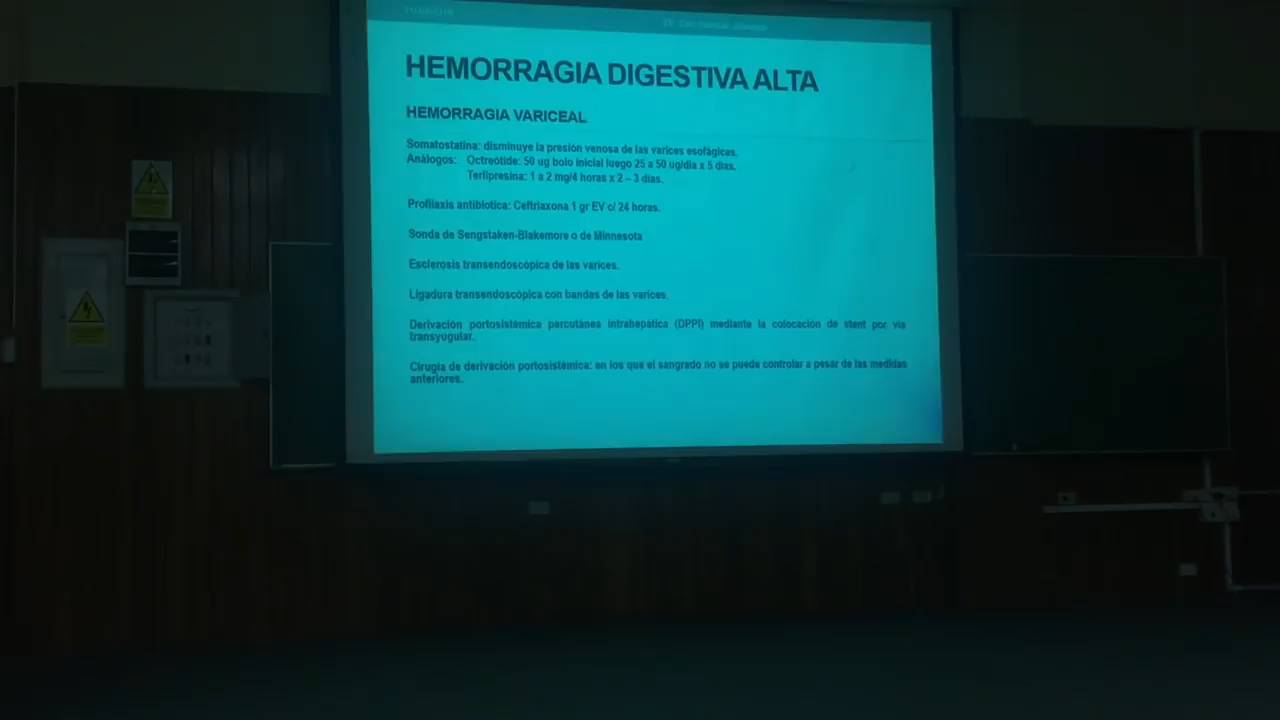 HEMORRAGIA DIGESTIVA ALTA
HEMORRAGIA VARICEAL
Somatostatina: disminuye la presión venosa de las varices esofágicas.
Análogos: Octreótide: 50 ug bolo inicial luego 25 a 50 ug/día x 5 días.
Terlipresina: 1 a 2 mg/4 horas x 2 – 3 días.
Profilaxis antibiotica: Ceftriaxona 1 gr EV c/ 24 horas.
Sonda de Sengstaken-Blakemore o de Minnesota
Esclerosis transendoscópica de las varices.
Ligadura transendoscópica con bandas de las varices.
Derivación portosistémica percutánea intrahepática (DPPI) mediante la colocación de stent por vía
transyugular.
Cirugía de derivación portosistémica: en los que el sangrado no se puede controlar a pesar de las medidas
anteriores.